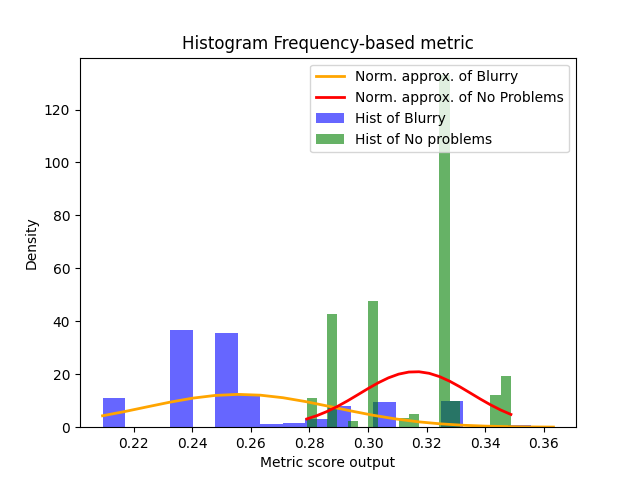 Histogram Frequency-based metric
Norm. approx. of Blurry
Norm. approx. of No Problems
Hist of Blurry
Hist of No problems
Density
120
100
80
60
40
20
0
0.22 0.24 0.26 0.28 0.30 0.32 0.34 0.36
Metric score output